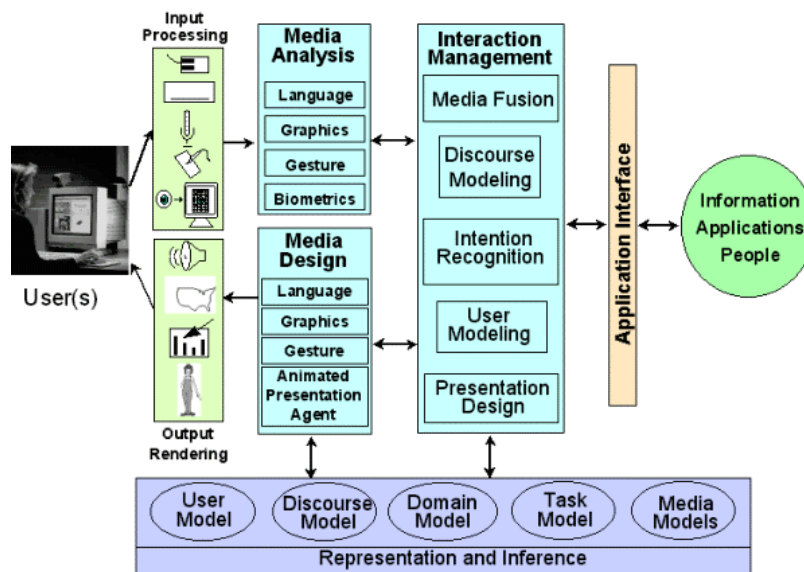 Input
Processing
Media
Analysis
Language
Graphics
Gesture
Biometrics
Interaction
Management
Media Fusion
Discourse
Modeling
Intention
Recognition
User
Modeling
Presentation
Design
Application Interface
Information
Applications
People
User(s)
Media
Design
Language
Graphics
Gesture
Animated
Presentation
Agent
Output
Rendering
User
Model
Discourse
Model
Domain
Model
Task
Model
Media
Models
Representation and Inference